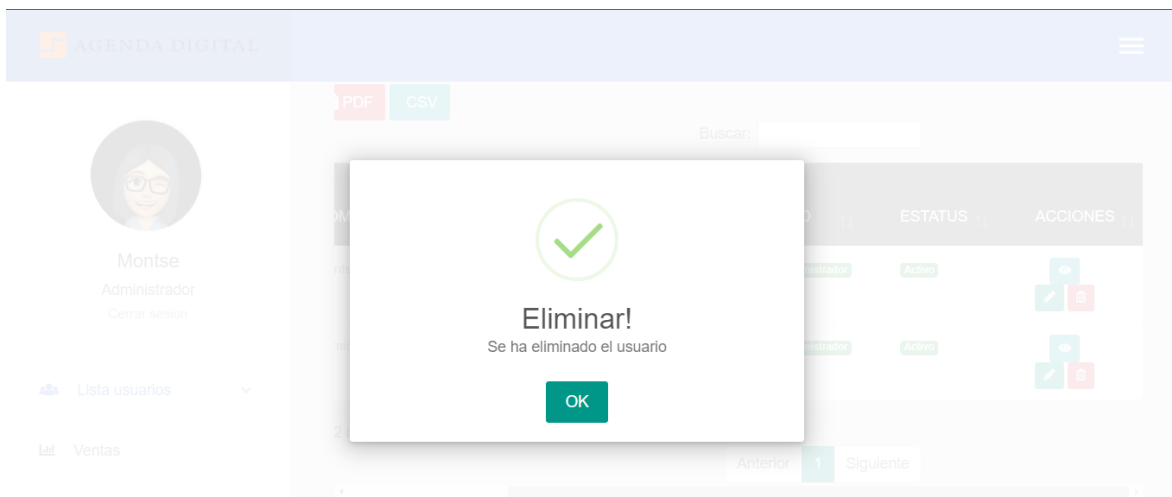 AGENDA DIGITAL
PDF
CSV
Buscar:
ESTATUS
ACCIONES
Montse
Administrador
Cerrar sesion
Activo
Eliminar!
Se ha eliminado el usuario
OK
Activo
Lista usuarios
Ventas
Anterior 1 Siguiente